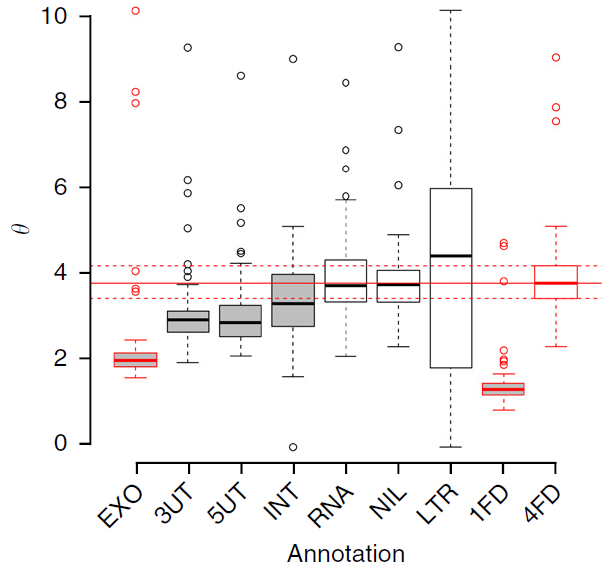 10
8
6
4
2
0
θ
EXO
3UT
5UT
INT
RNA
NIL
LTR
1FD
4FD
Annotation